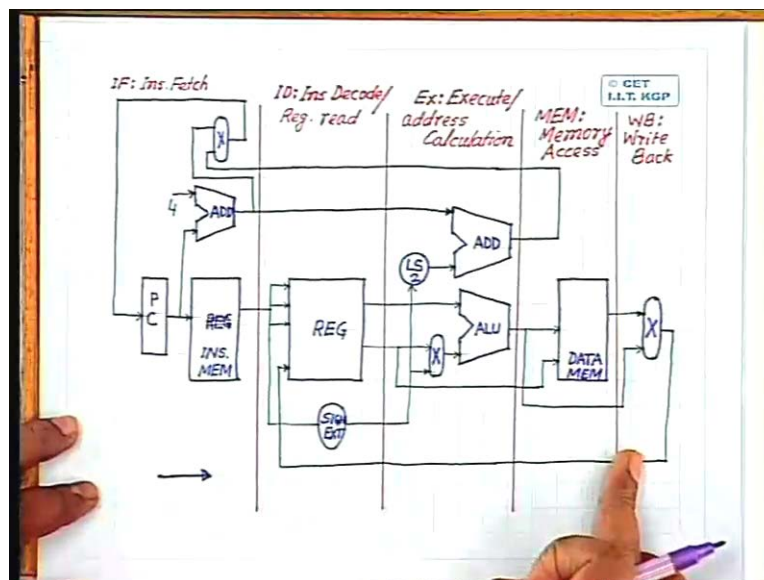 IF: Ins. Fetch
ID: Ins Decode/
Reg. read
Ex: Execute/
address
Calculation
MEM:
Memory
Access
WB:
Write
Back
© CET
I.I.T. KGP
X
4
ADD
ADD
LS
2
P
C
REG
INS.
MEM
REG
ALU
X
DATA
MEM
X
SIGN
EXT